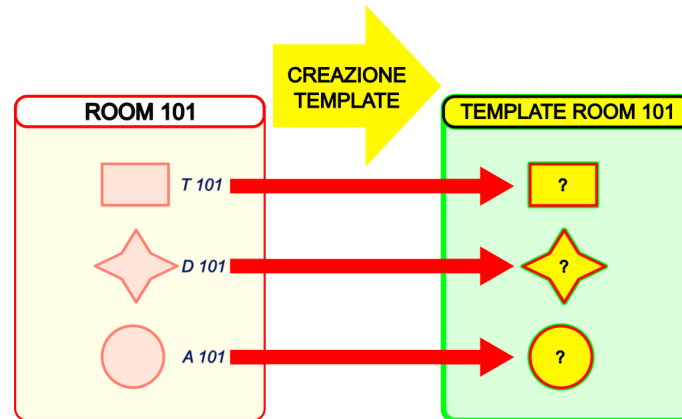 CREAZIONE
TEMPLATE
ROOM 101
TEMPLATE ROOM 101
T 101
?
D 101
?
A 101
?